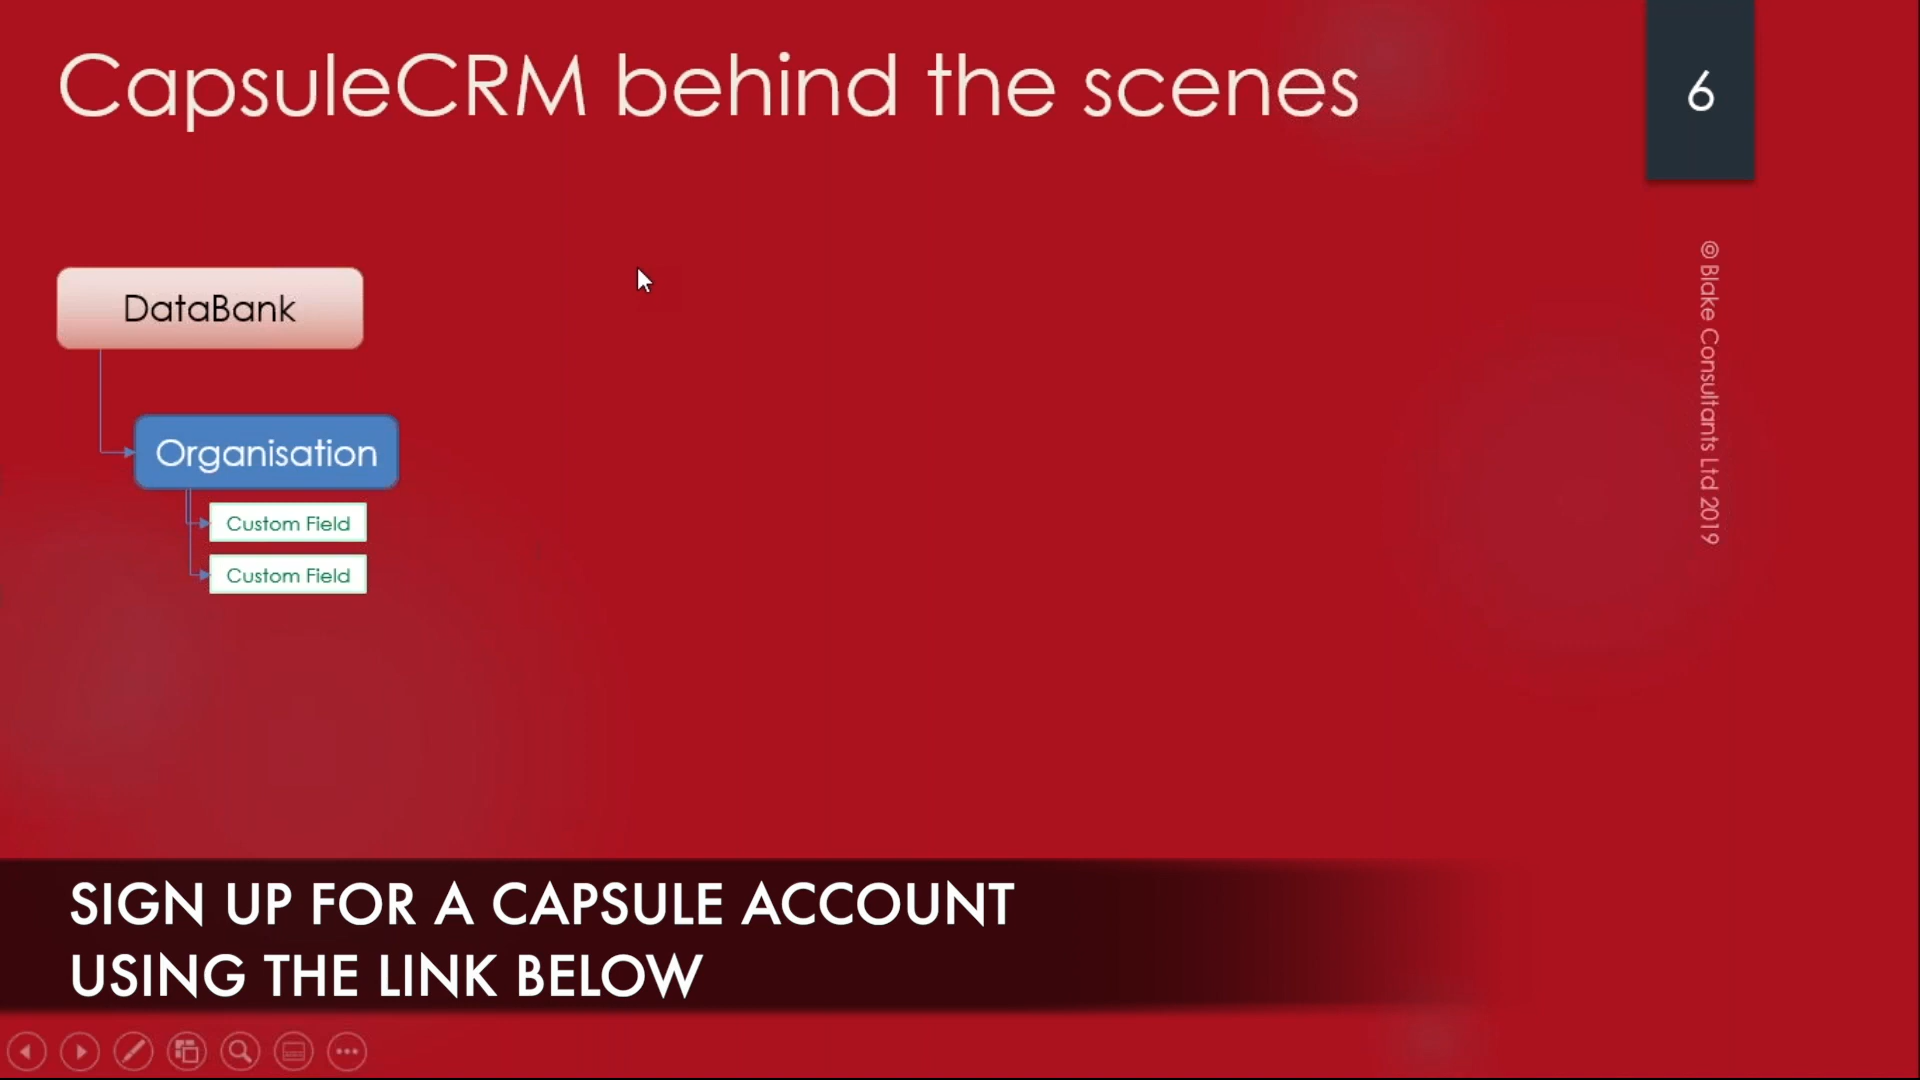 CapsuleCRM behind the scenes
6
© Blake Consultants Ltd 2019
DataBank
Organisation
Custom Field
Custom Field
SIGN UP FOR A CAPSULE ACCOUNT
USING THE LINK BELOW